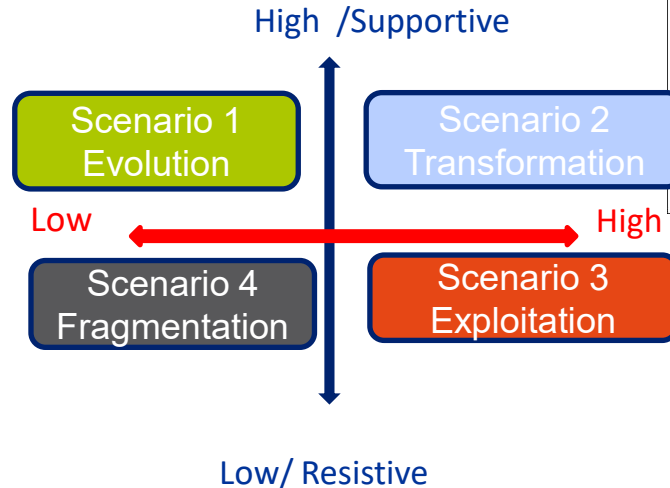 High /Supportive
Scenario 1
Evolution
Scenario 2
Transformation
Low
High
Scenario 4
Fragmentation
Scenario 3
Exploitation
Low/ Resistive